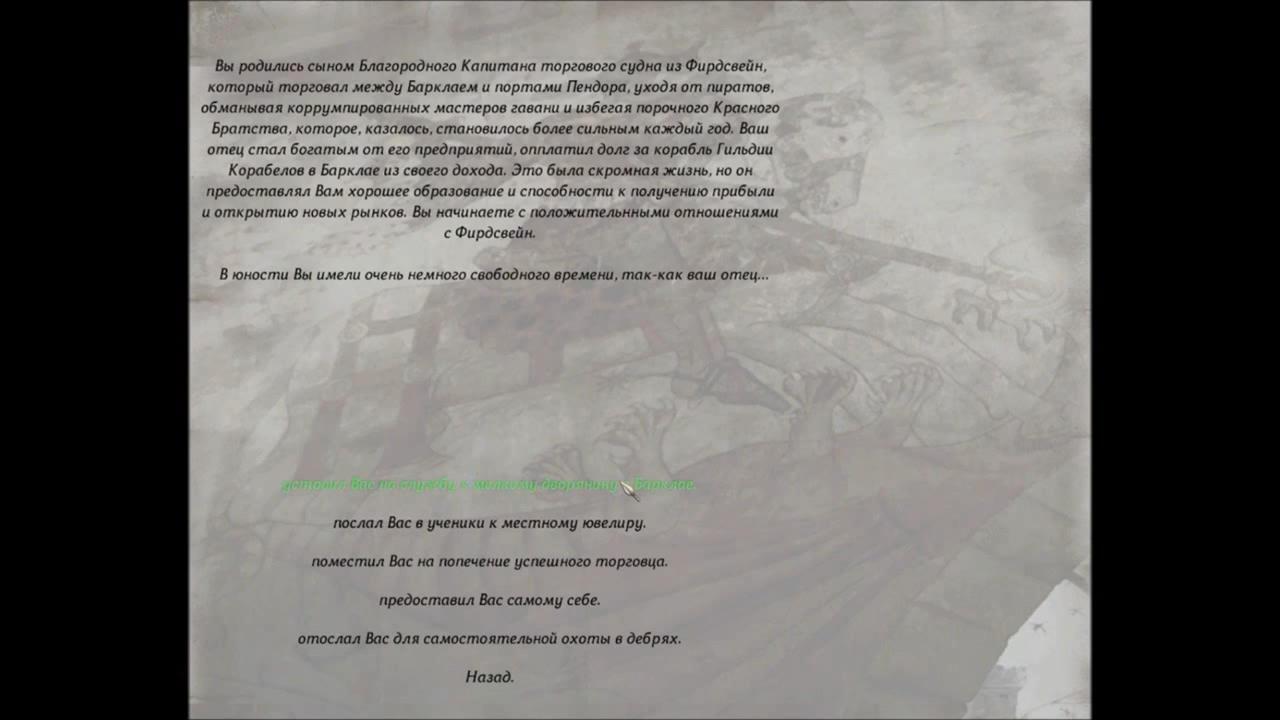 Вы родились сыном Благородного Капитана торгового судна из Фирдсвейн,
который торговал между Барклаем и портами Пендора, уходя от пиратов,
обманывая коррумпированных мастеров гавани и избегая порочного Красного
Братства, которое, казалось, становилось более сильным каждый год. Ваш
отец стал богатым от его предприятий, опплатил долг за корабль Гильдии
Корабелов в Барклае из своего дохода. Это была скромная жизнь, но он
предоставлял Вам хорошее образование и способности к получению прибыли
и открытию новых рынков. Вы начинаете с положительнными отношениями
с Фирдсвейн.
В юности Вы имели очень немного свободного времени, так-как ваш отец...
устроил Вас на службу к мелкому дворянину Барклае.
послал Вас в ученики к местному ювелиру.
поместил Вас на попечение успешного торговца.
предоставил Вас самому себе.
отослал Вас для самостоятельной охоты в дебрях.
Назад.